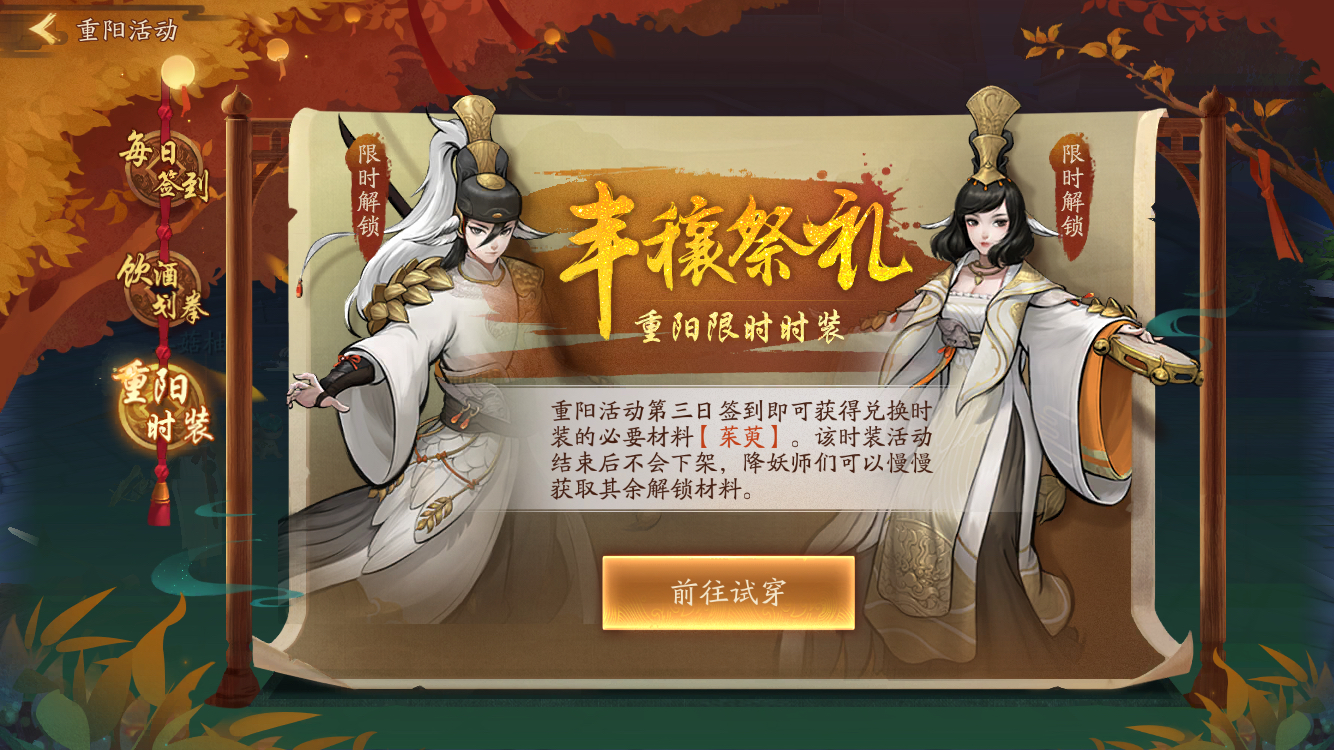 重阳活动
每日
签到
饮酒
划拳
重阳
时装
限时解锁
丰穰祭礼
重阳限时时装
限时解锁
重阳活动第三日签到即可获得兑换时
装的必要材料【茱萸】。该时装活动
结束后不会下架，降妖师们可以慢慢
获取其余解锁材料。
前往试穿